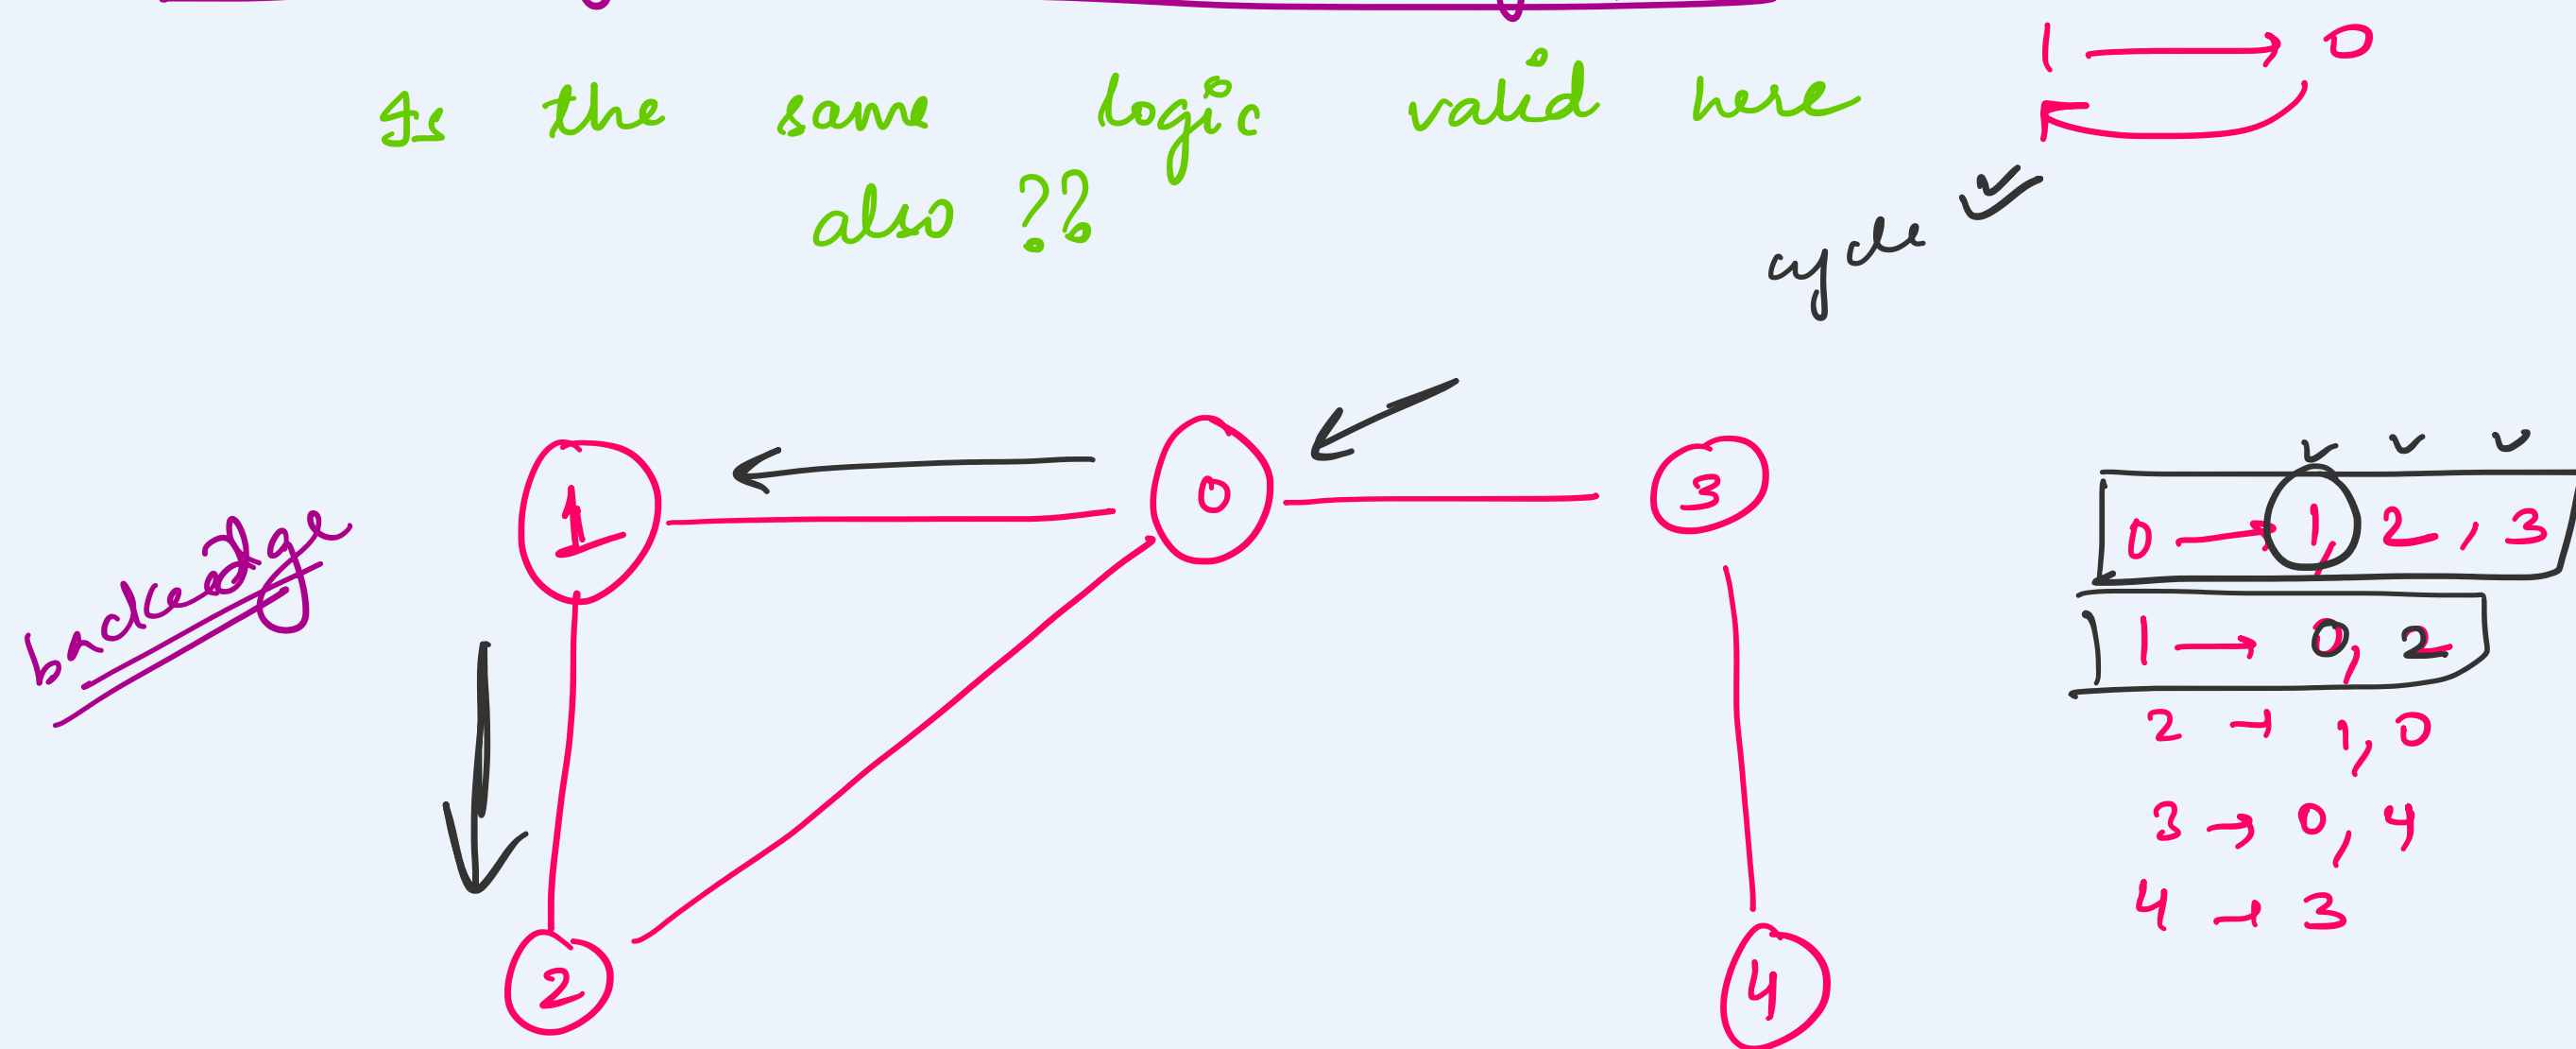 Is the same logic valid here
also ??
1 → 0
cycle
backedge
1
0
3
2
4
0 → 1, 2, 3
1 → 0, 2
2 → 1, 0
3 → 0, 4
4 → 3